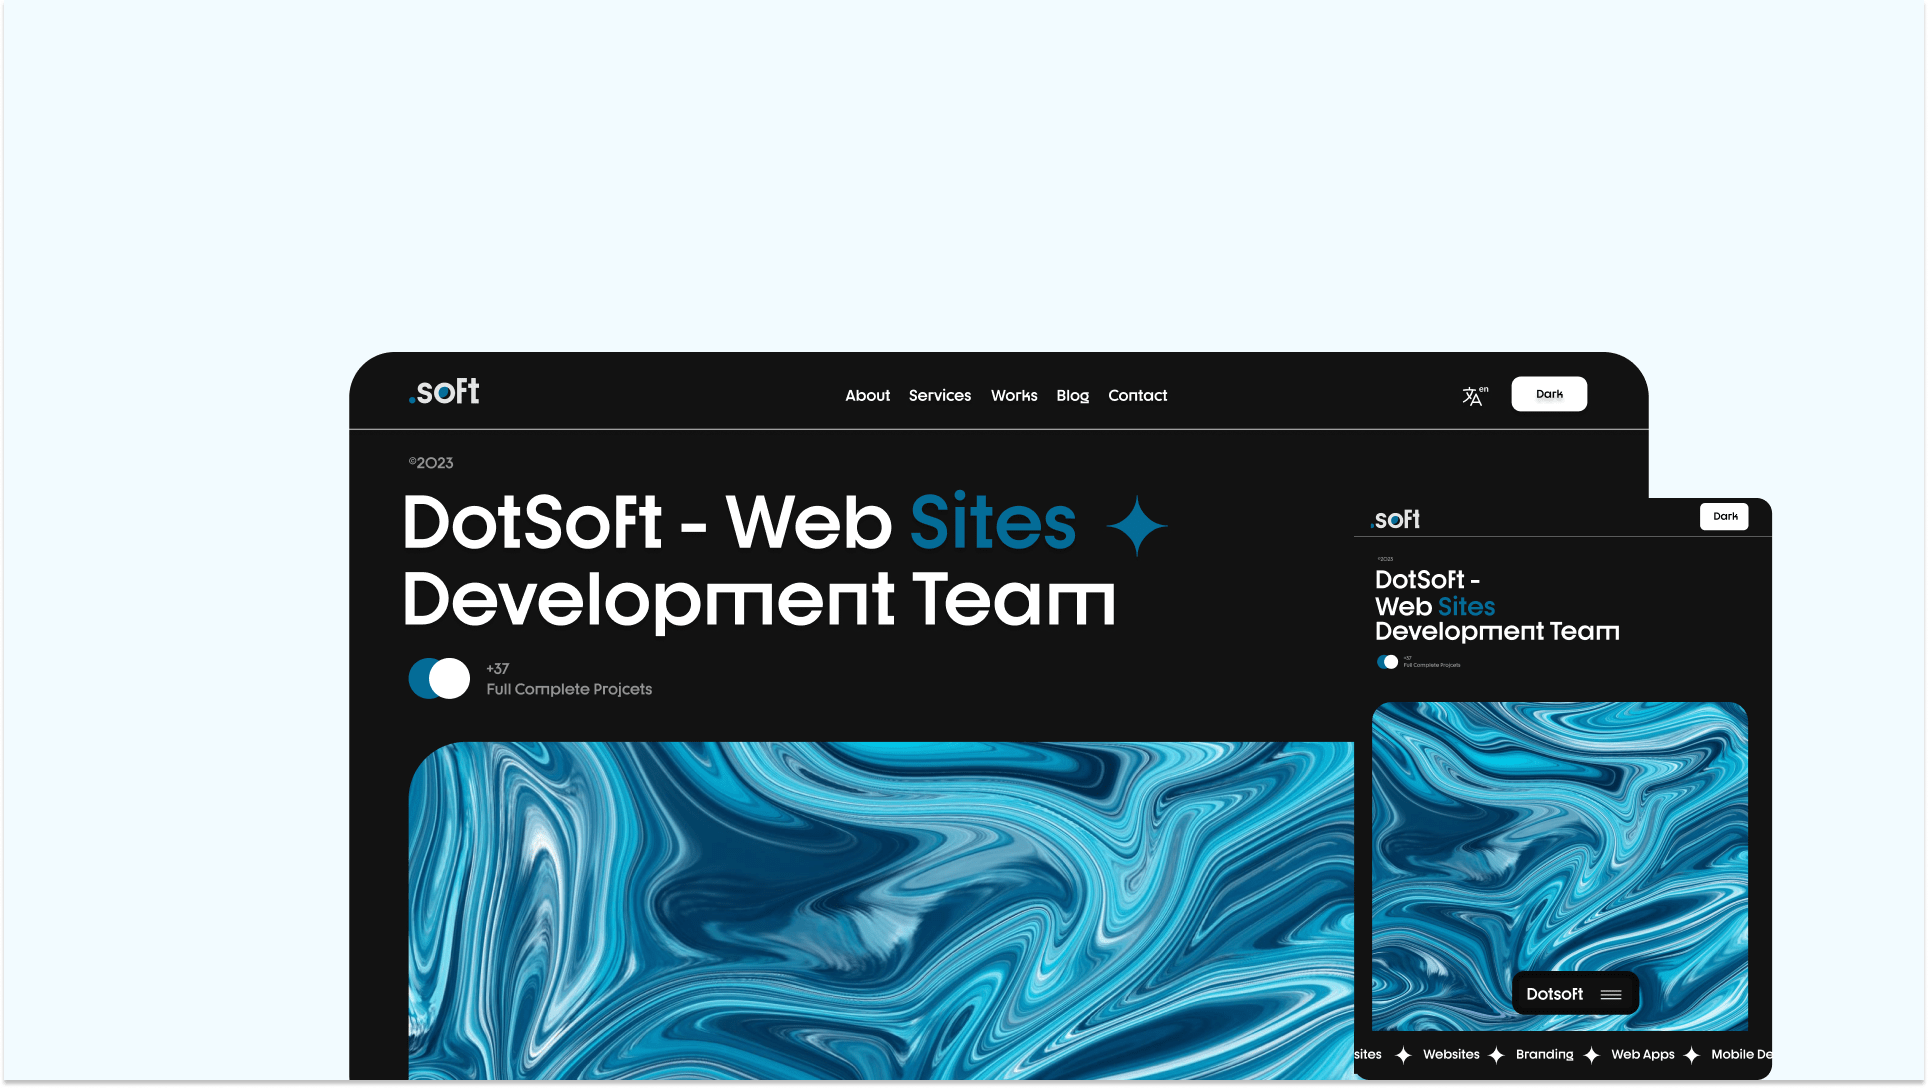 .soft
About Services Works Blog Contact
en
Dark
©2023
DotSoft - Web Sites
Development Team
+37
Full Complete Projcets
.soft
Dark
©2023
DotSoft -
Web Sites
Development Team
+37
Full Complete Projcets
Dotsoft
sites Websites Branding Web Apps Mobile De